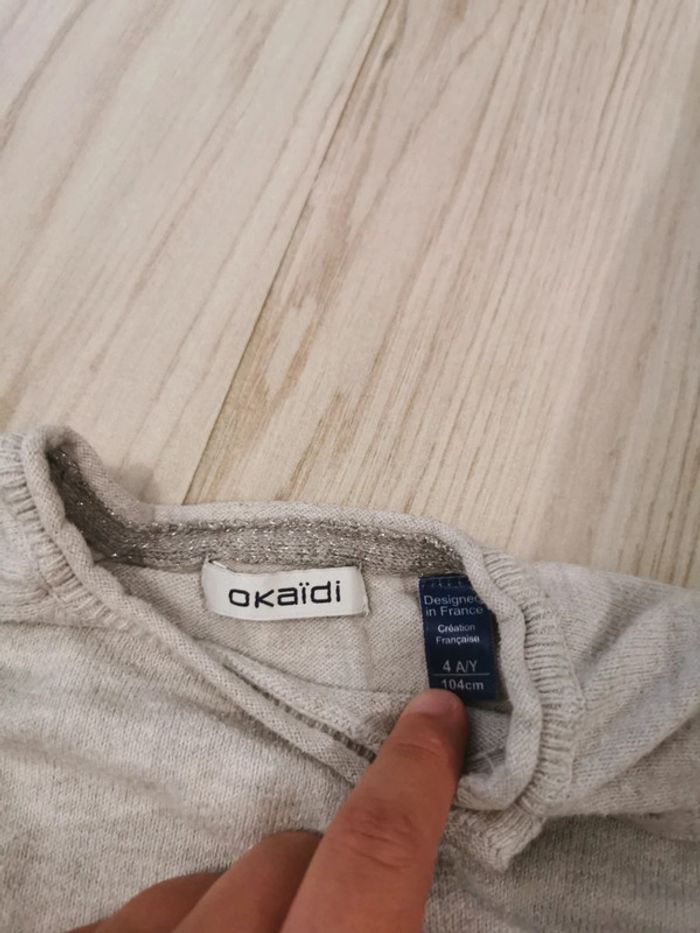 oKaïdi
Designed
in France
Création
Française
4 A/Y
104cm